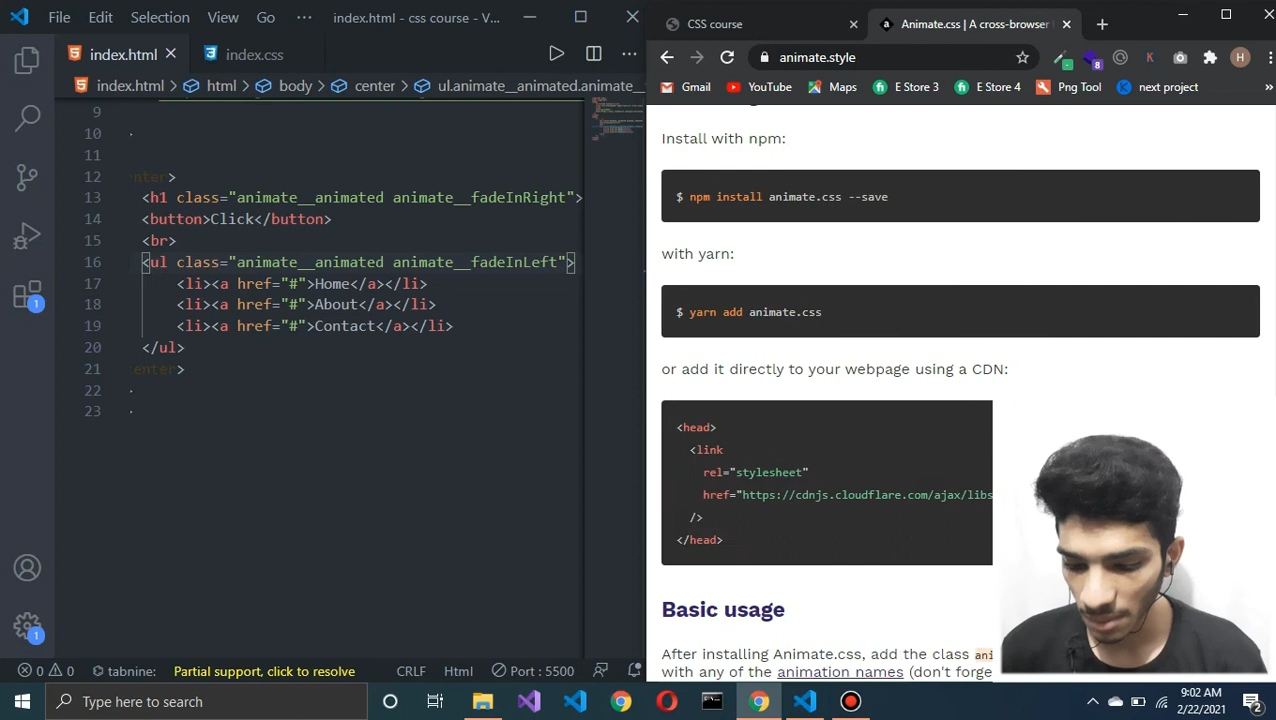 File Edit Selection View Go ··· index.html - css course - V...
index.html
index.css
index.html > html > body > center > ul.animate__animated.animate__
9
10
11
12 nter>
13 <h1 class="animate__animated animate__fadeInRight">
14 <button>Click</button>
15 <br>
16 <ul class="animate__animated animate__fadeInLeft">
17 <li><a href="#">Home</a></li>
18 <li><a href="#">About</a></li>
19 <li><a href="#">Contact</a></li>
20 </ul>
21 enter>
22
23
1
1
0 0 tabnine: Partial support, click to resolve CRLF Html Port : 5500
CSS course
Animate.css | A cross-browser
animate.style
8 K H
Gmail YouTube Maps E Store 3 E Store 4 Png Tool next project »
Install with npm:
$ npm install animate.css --save
with yarn:
$ yarn add animate.css
or add it directly to your webpage using a CDN:
<head>
<link
rel="stylesheet"
href="https://cdnjs.cloudflare.com/ajax/libs
/>
</head>
Basic usage
After installing Animate.css, add the class ani
with any of the animation names (don't forge
Type here to search
9:02 AM
2/22/2021
2